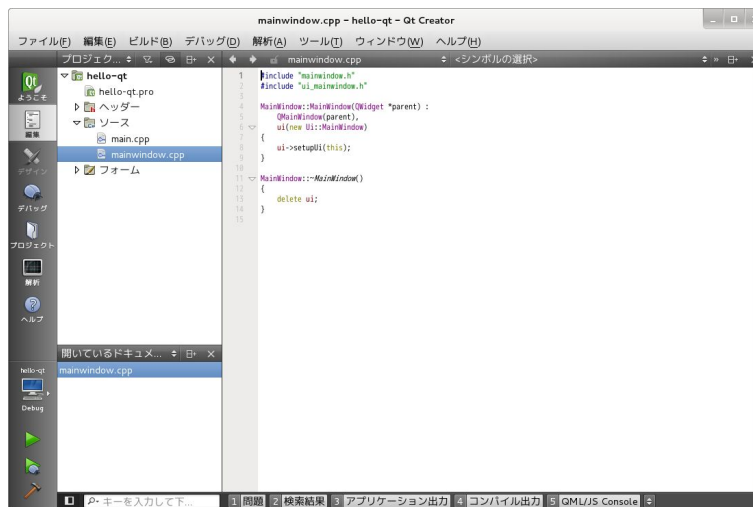 mainwindow.cpp - hello-qt - Qt Creator
ファイル(F) 編集(E) ビルド(B) デバッグ(D) 解析(A) ツール(T) ウィンドウ(W) ヘルプ(H)
プロジェク...
mainwindow.cpp
<シンボルの選択>
Qt
ようこそ
編集
デザイン
デバッグ
プロジェクト
解析
ヘルプ
hello-qt
Debug
hello-qt
hello-qt.pro
ヘッダー
ソース
main.cpp
mainwindow.cpp
フォーム
開いているドキュメ...
mainwindow.cpp
1 #include "mainwindow.h"
2 #include "ui_mainwindow.h"
3
4 MainWindow::MainWindow(QWidget *parent) :
5 QMainWindow(parent),
6 ui(new Ui::MainWindow)
7 {
8 ui->setupUi(this);
9 }
10
11 MainWindow::~MainWindow()
12 {
13 delete ui;
14 }
15
キーを入力して下...
1 問題 2 検索結果 3 アプリケーション出力 4 コンパイル出力 5 QML/JS Console